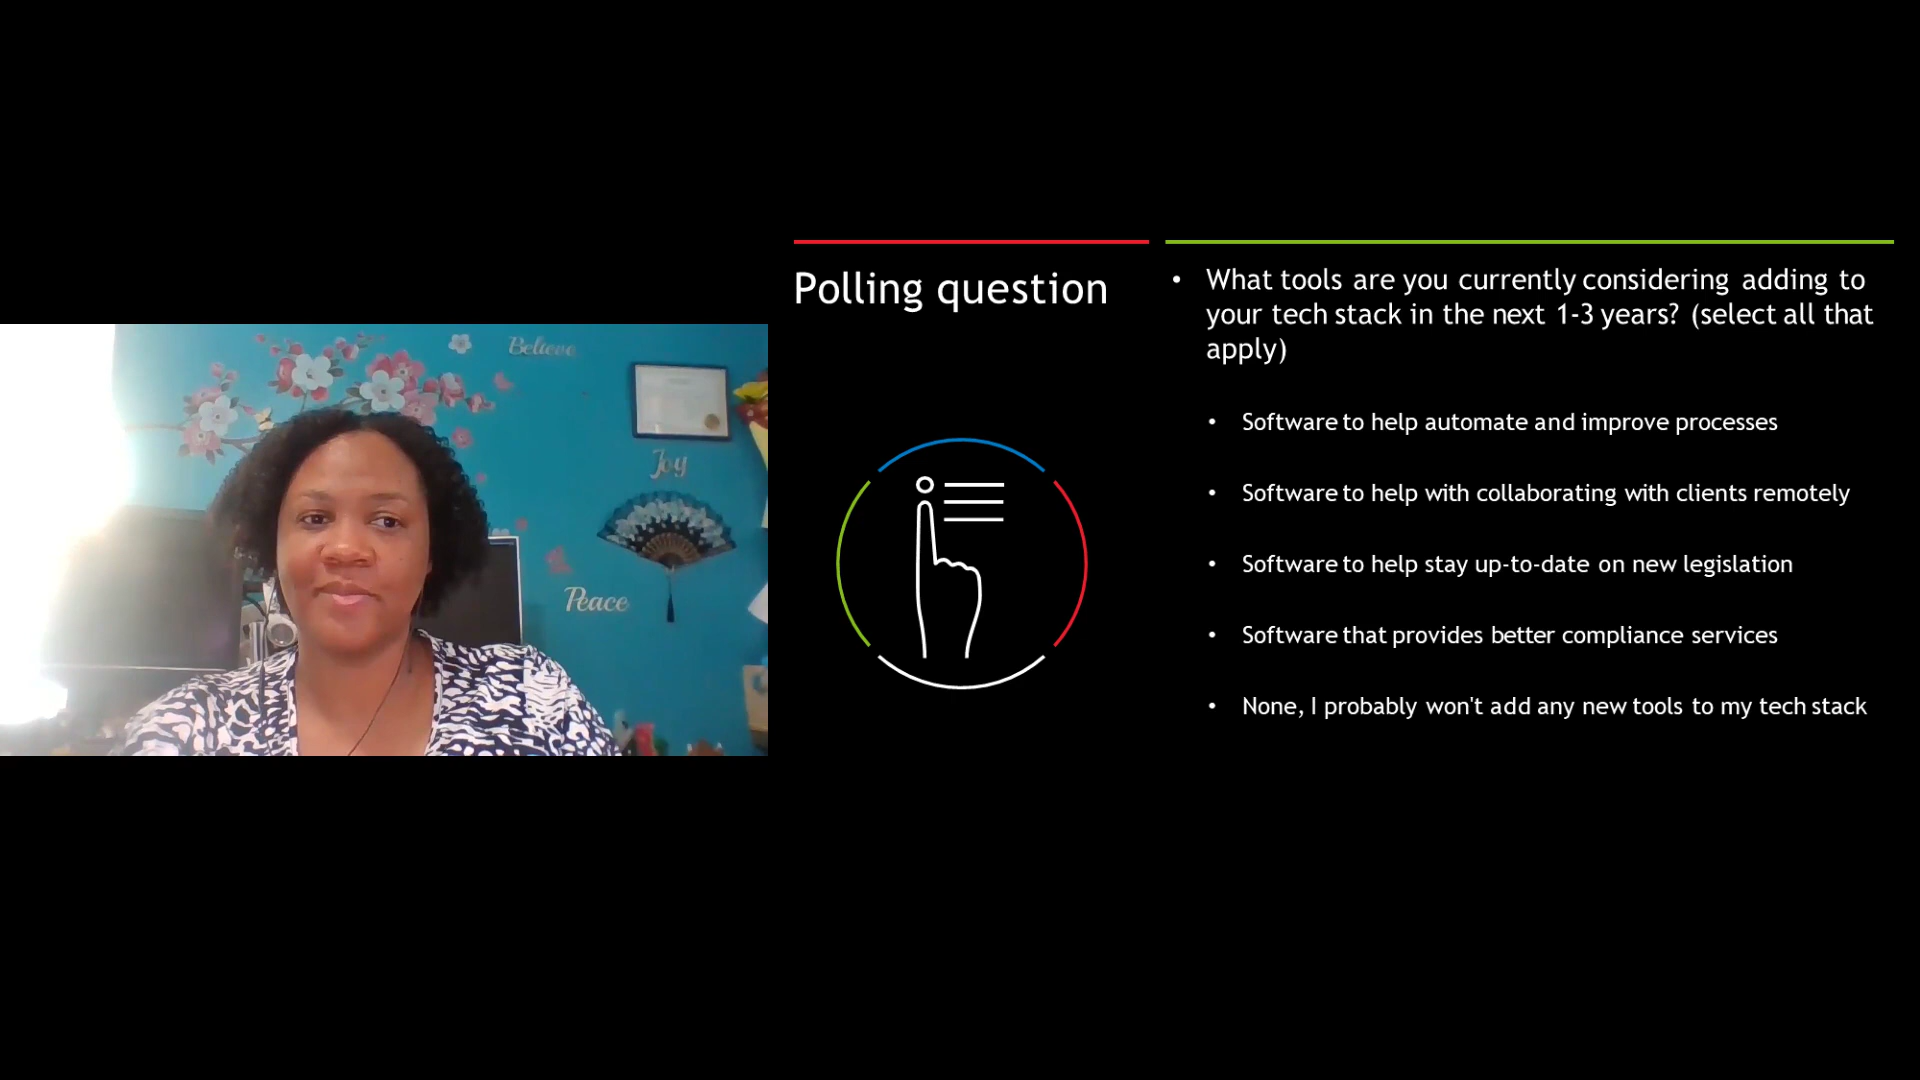 Believe
Joy
Peace
Polling question
• What tools are you currently considering adding to
your tech stack in the next 1-3 years? (select all that
apply)
• Software to help automate and improve processes
• Software to help with collaborating with clients remotely
• Software to help stay up-to-date on new legislation
• Software that provides better compliance services
• None, I probably won't add any new tools to my tech stack